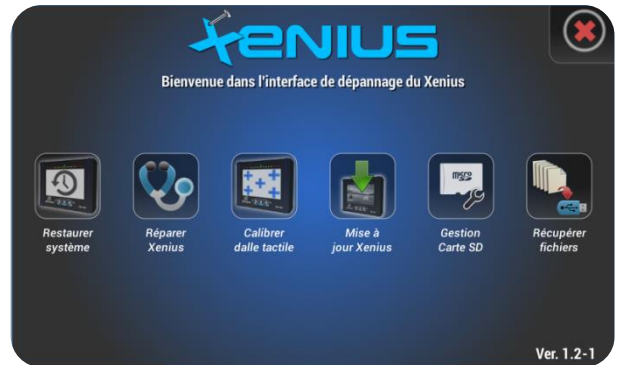 xenius
Bienvenue dans l'interface de dépannage du Xenius
Restaurer
système
Réparer
Xenius
Calibrer
dalle tactile
Mise à
jour Xenius
micro
Gestion
Carte SD
Récupérer
fichiers
Ver. 1.2-1